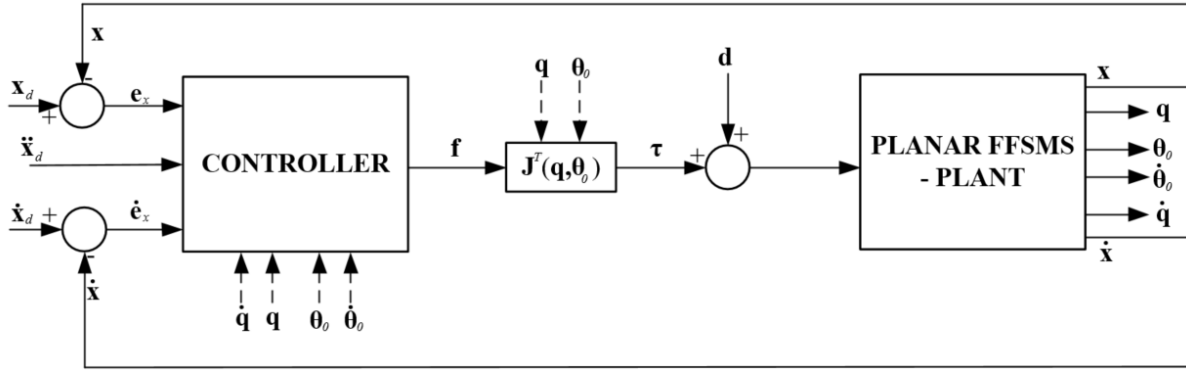 x
-
x_d
+
e_x
ẍ_d
ẋ_d
+
ė_x
-
ẋ
CONTROLLER
q̇ q θ_0 θ̇_0
f
q θ_0
J^T(q,θ_0)
τ
d
+
+
PLANAR FFSMS
- PLANT
x
q
θ_0
θ̇_0
q̇
ẋ